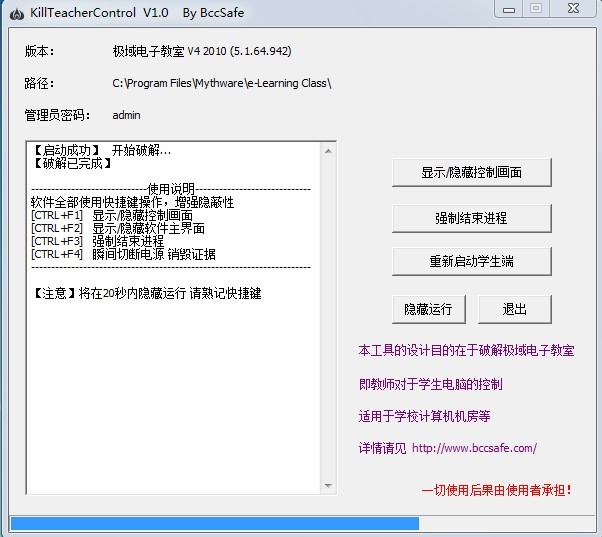 KillTeacherControl V1.0 By BccSafe
版本： 极域电子教室 V4 2010 (5.1.64.942)
路径： C:\Program Files\Mythware\e-Learning Class\
管理员密码： admin
【启动成功】 开始破解...
【破解已完成】
------------------------------使用说明------------------------------
软件全部使用快捷键操作，增强隐蔽性
[CTRL+F1] 显示/隐藏控制画面
[CTRL+F2] 显示/隐藏软件主界面
[CTRL+F3] 强制结束进程
[CTRL+F4] 瞬间切断电源 销毁证据
------------------------------------------------------------------------
【注意】将在20秒内隐藏运行 请熟记快捷键
显示/隐藏控制画面
强制结束进程
重新启动学生端
隐藏运行 退出
本工具的设计目的在于破解极域电子教室
即教师对于学生电脑的控制
适用于学校计算机机房等
详情请见 http://www.bccsafe.com/
一切使用后果由使用者承担！